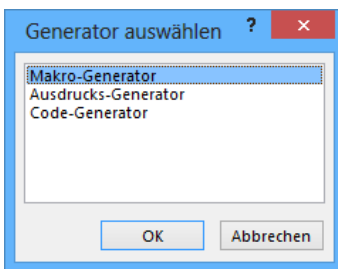 Generator auswählen ? ×
Makro-Generator
Ausdrucks-Generator
Code-Generator
OK Abbrechen